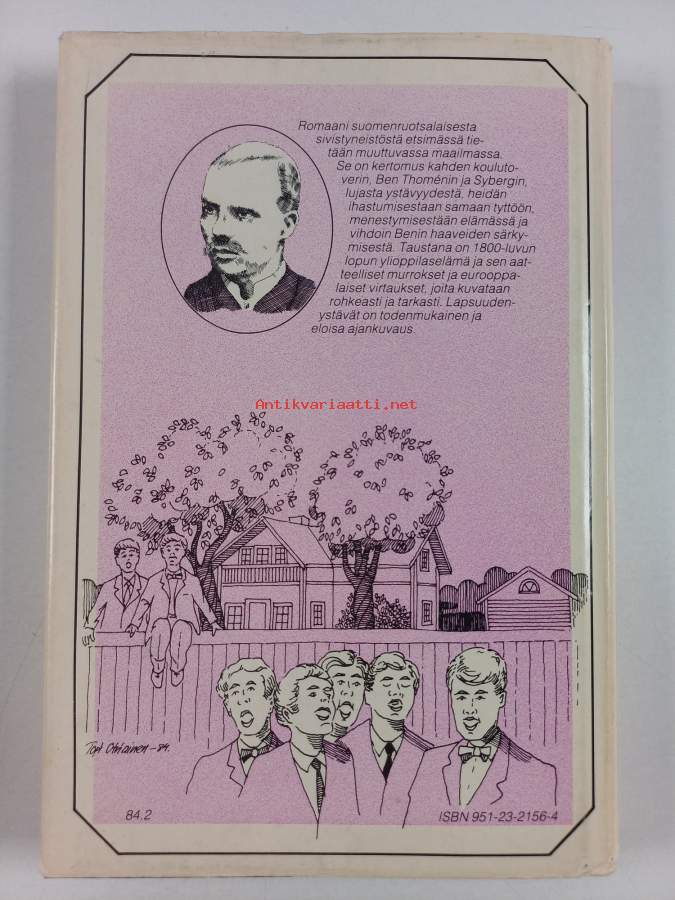 Romaani suomenruotsalaisesta
sivistyneistöstä etsimässä tie-
tään muuttuvassa maailmassa.
Se on kertomus kahden kouluto-
verin, Ben Thoménin ja Sybergin,
lujasta ystävyydestä, heidän
ihastumisestaan samaan tyttöön,
menestymisestään elämässä ja
vihdoin Benin haaveiden särky-
misestä. Taustana on 1800-luvun
lopun ylioppilaselämä ja sen aat-
teelliset murrokset ja eurooppa-
laiset virtaukset, joita kuvataan
rohkeasti ja tarkasti. Lapsuuden-
ystävät on todenmukainen ja
eloisa ajankuvaus.
Antikvariaatti.net
-84.
84.2
ISBN 951-23-2156-4